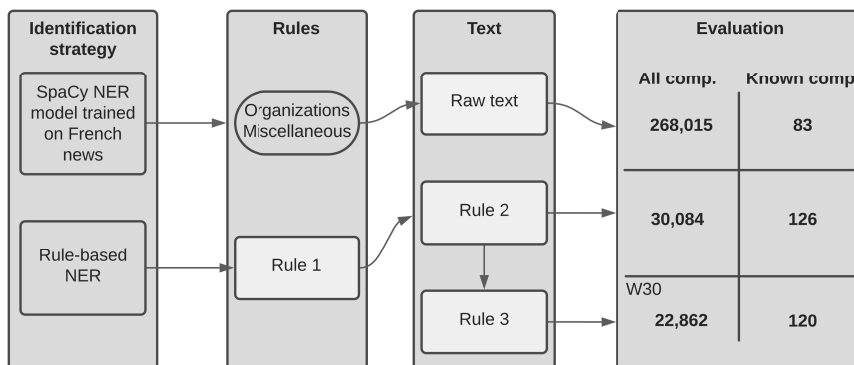 Identification
strategy
SpaCy NER
model trained
on French
news
Rule-based
NER
Rules
Organizations
Miscellaneous
Rule 1
Text
Raw text
Rule 2
Rule 3
Evaluation
All comp. Known comp
268,015 83
30,084 126
W30
22,862 120